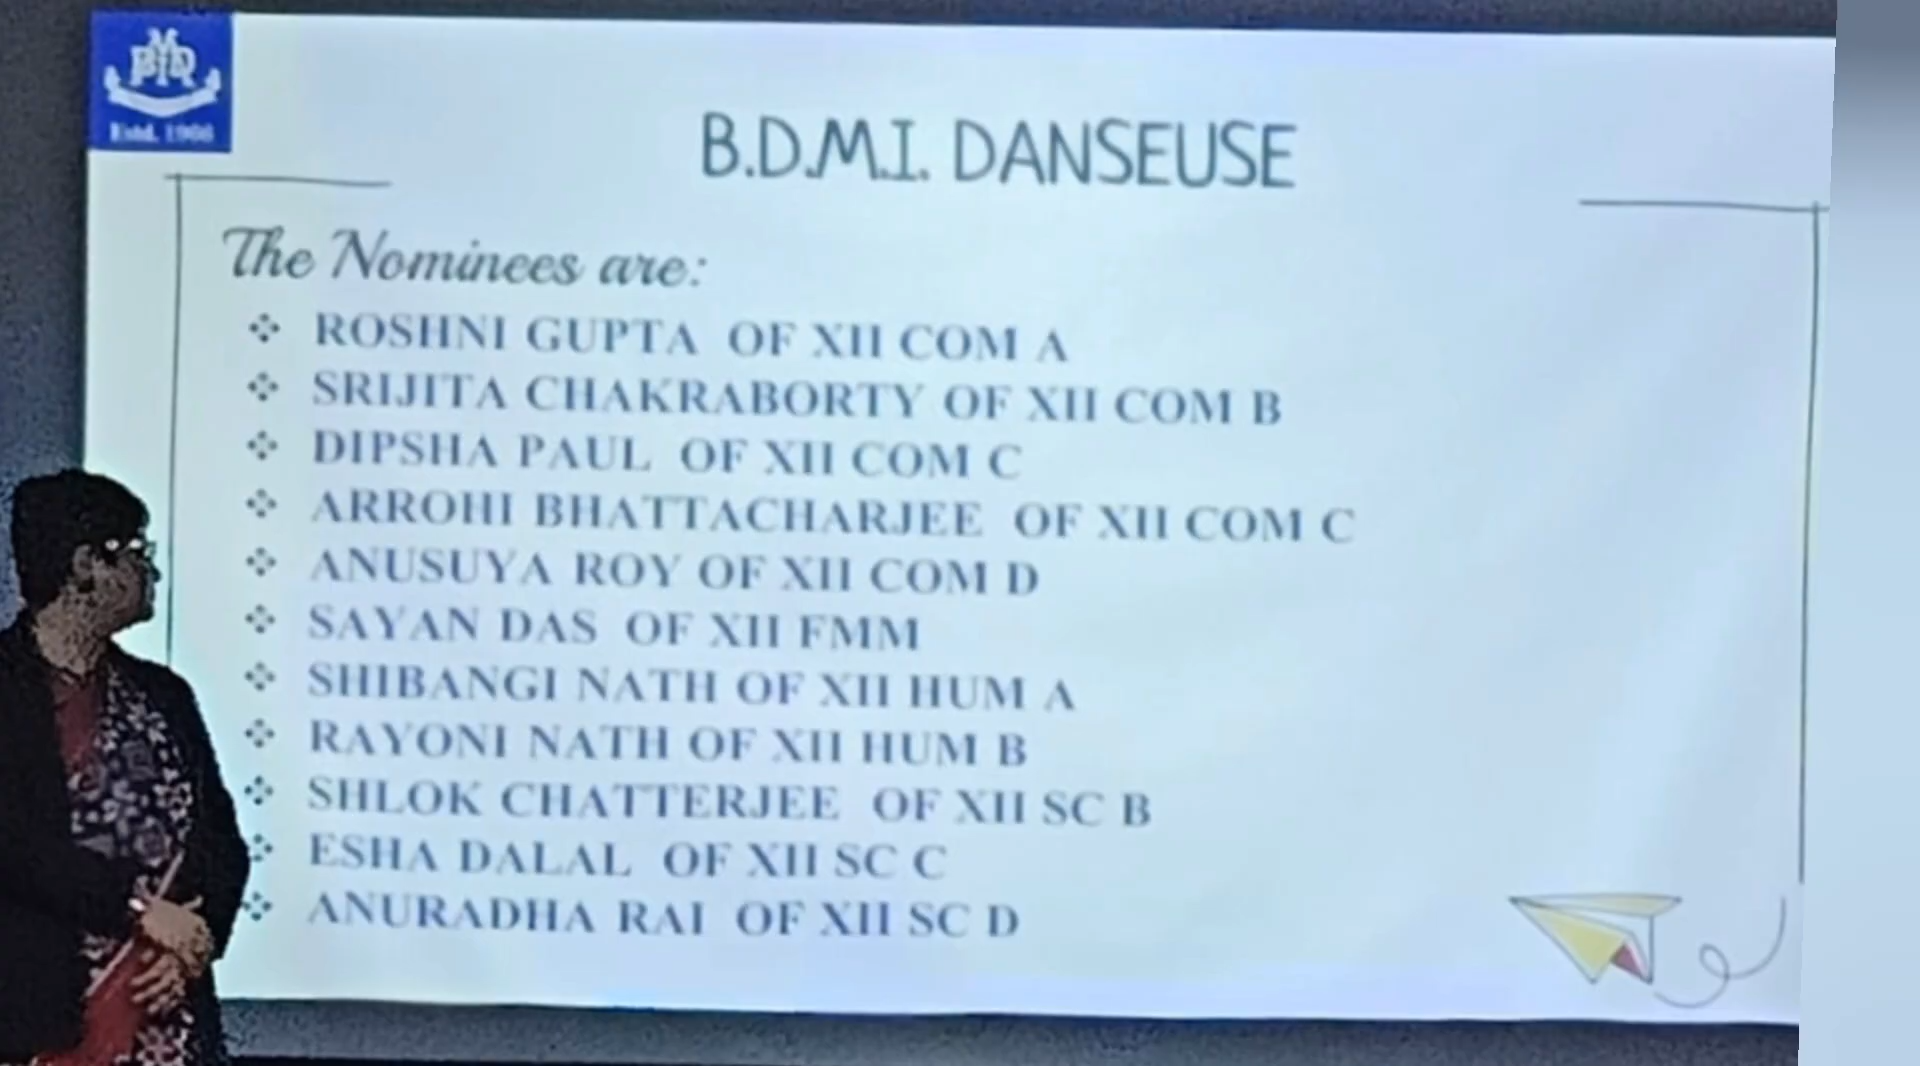 BDMI
Estd. 1966
B.D.M.I. DANSEUSE
The Nominees are:
ROSHNI GUPTA OF XII COM A
SRIJITA CHAKRABORTY OF XII COM B
DIPSHA PAUL OF XII COM C
ARROHI BHATTACHARJEE OF XII COM C
ANUSUYA ROY OF XII COM D
SAYAN DAS OF XII FMM
SHIBANGI NATH OF XII HUM A
RAYONI NATH OF XII HUM B
SHLOK CHATTERJEE OF XII SC B
ESHA DALAL OF XII SC C
ANURADHA RAI OF XII SC D